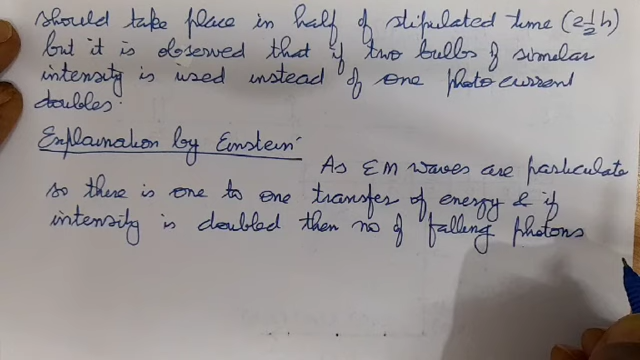 should take place in half of stipulated time (2½ h)
but it is observed that if two bulbs of similar
intensity is used instead of one photocurrent
doubles.
Explaination by Einstein-
As EM waves are particulate
so there is one to one transfer of energy & if
intensity is doubled then no of falling photons